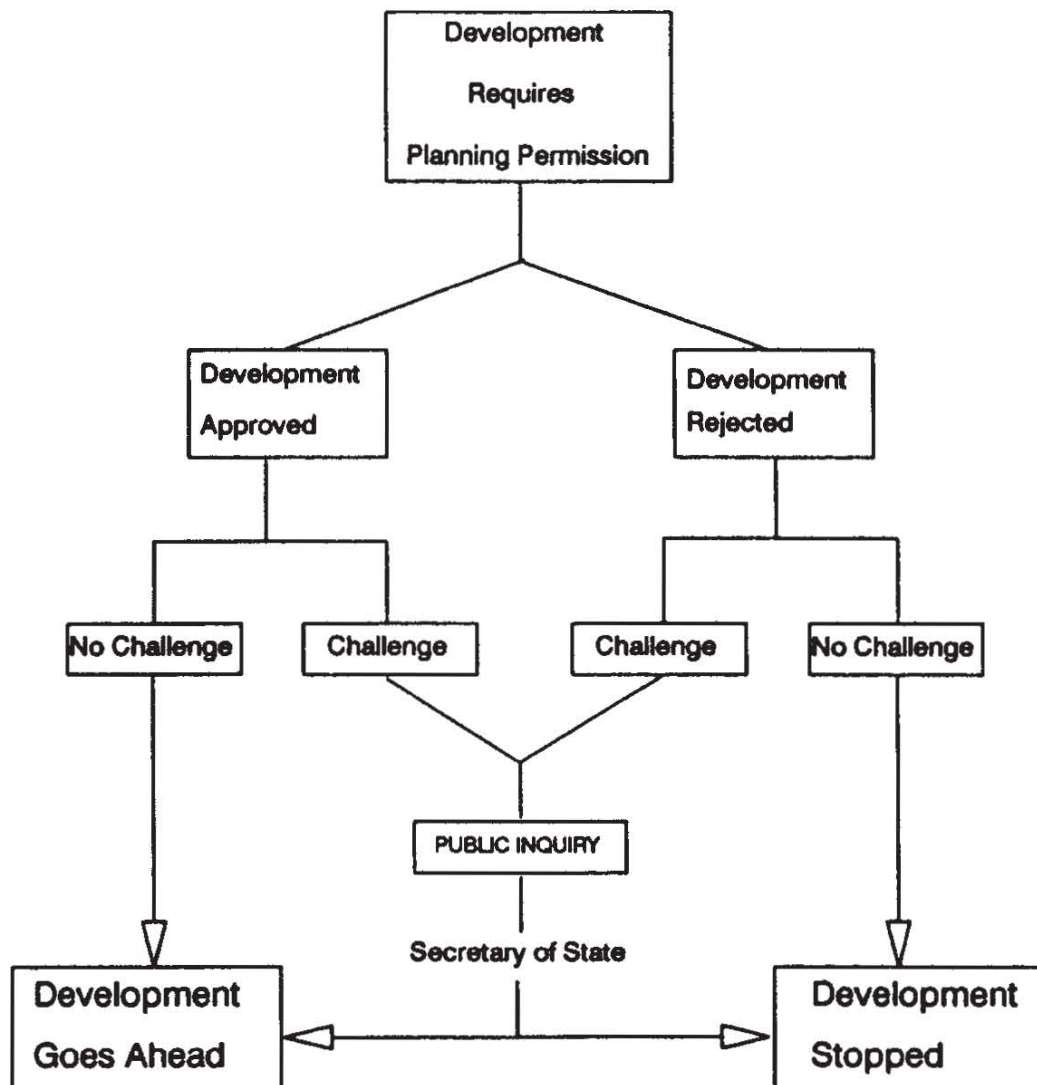 Development
Requires
Planning Permission
Development
Approved
Development
Rejected
No Challenge
Challenge
Challenge
No Challenge
PUBLIC INQUIRY
Secretary of State
Development
Goes Ahead
Development
Stopped